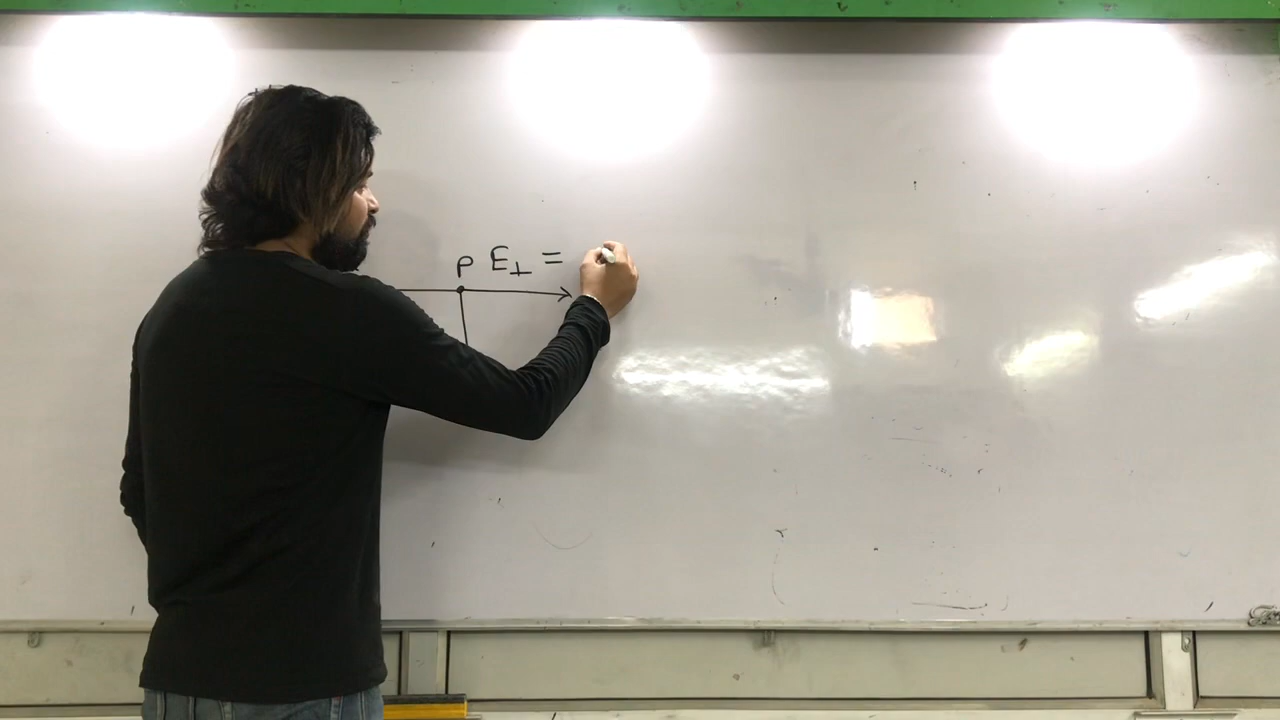 P E⊥ =